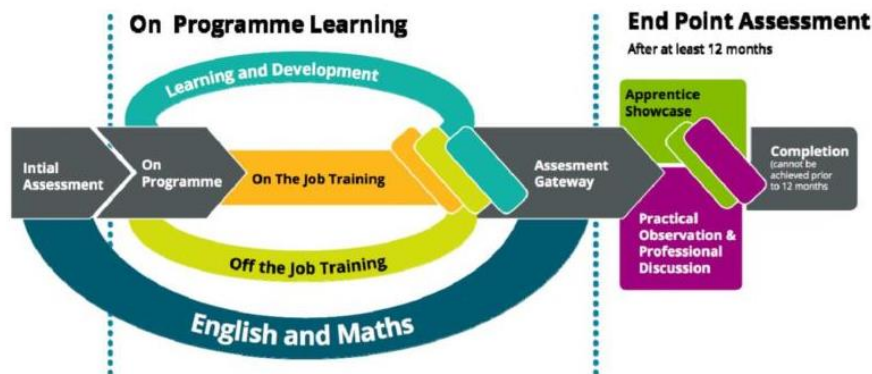 On Programme Learning
End Point Assessment
After at least 12 months
Learning and Development
Apprentice
Showcase
Intial
Assessment
On
Programme
On The Job Training
Assesment
Gateway
Completion
(cannot be
achieved prior
to 12 months
Practical
Observation &
Professional
Discussion
Off the Job Training
English and Maths